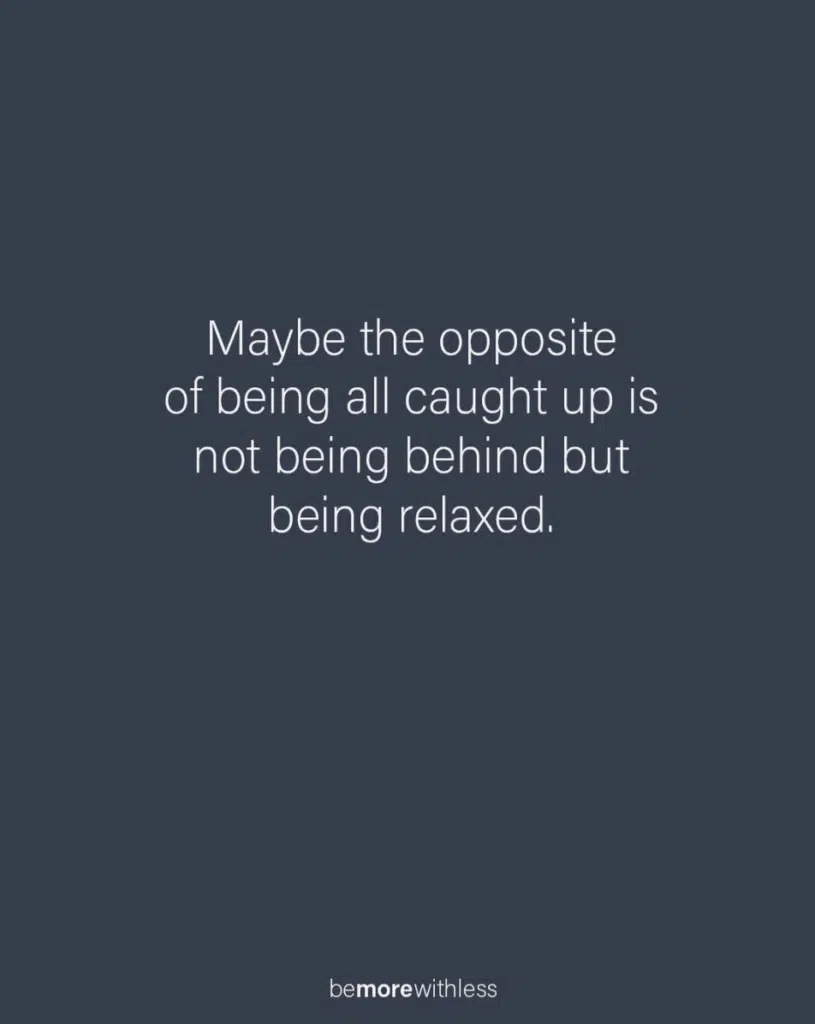 Maybe the opposite
of being all caught up is
not being behind but
being relaxed.
bemorewithless